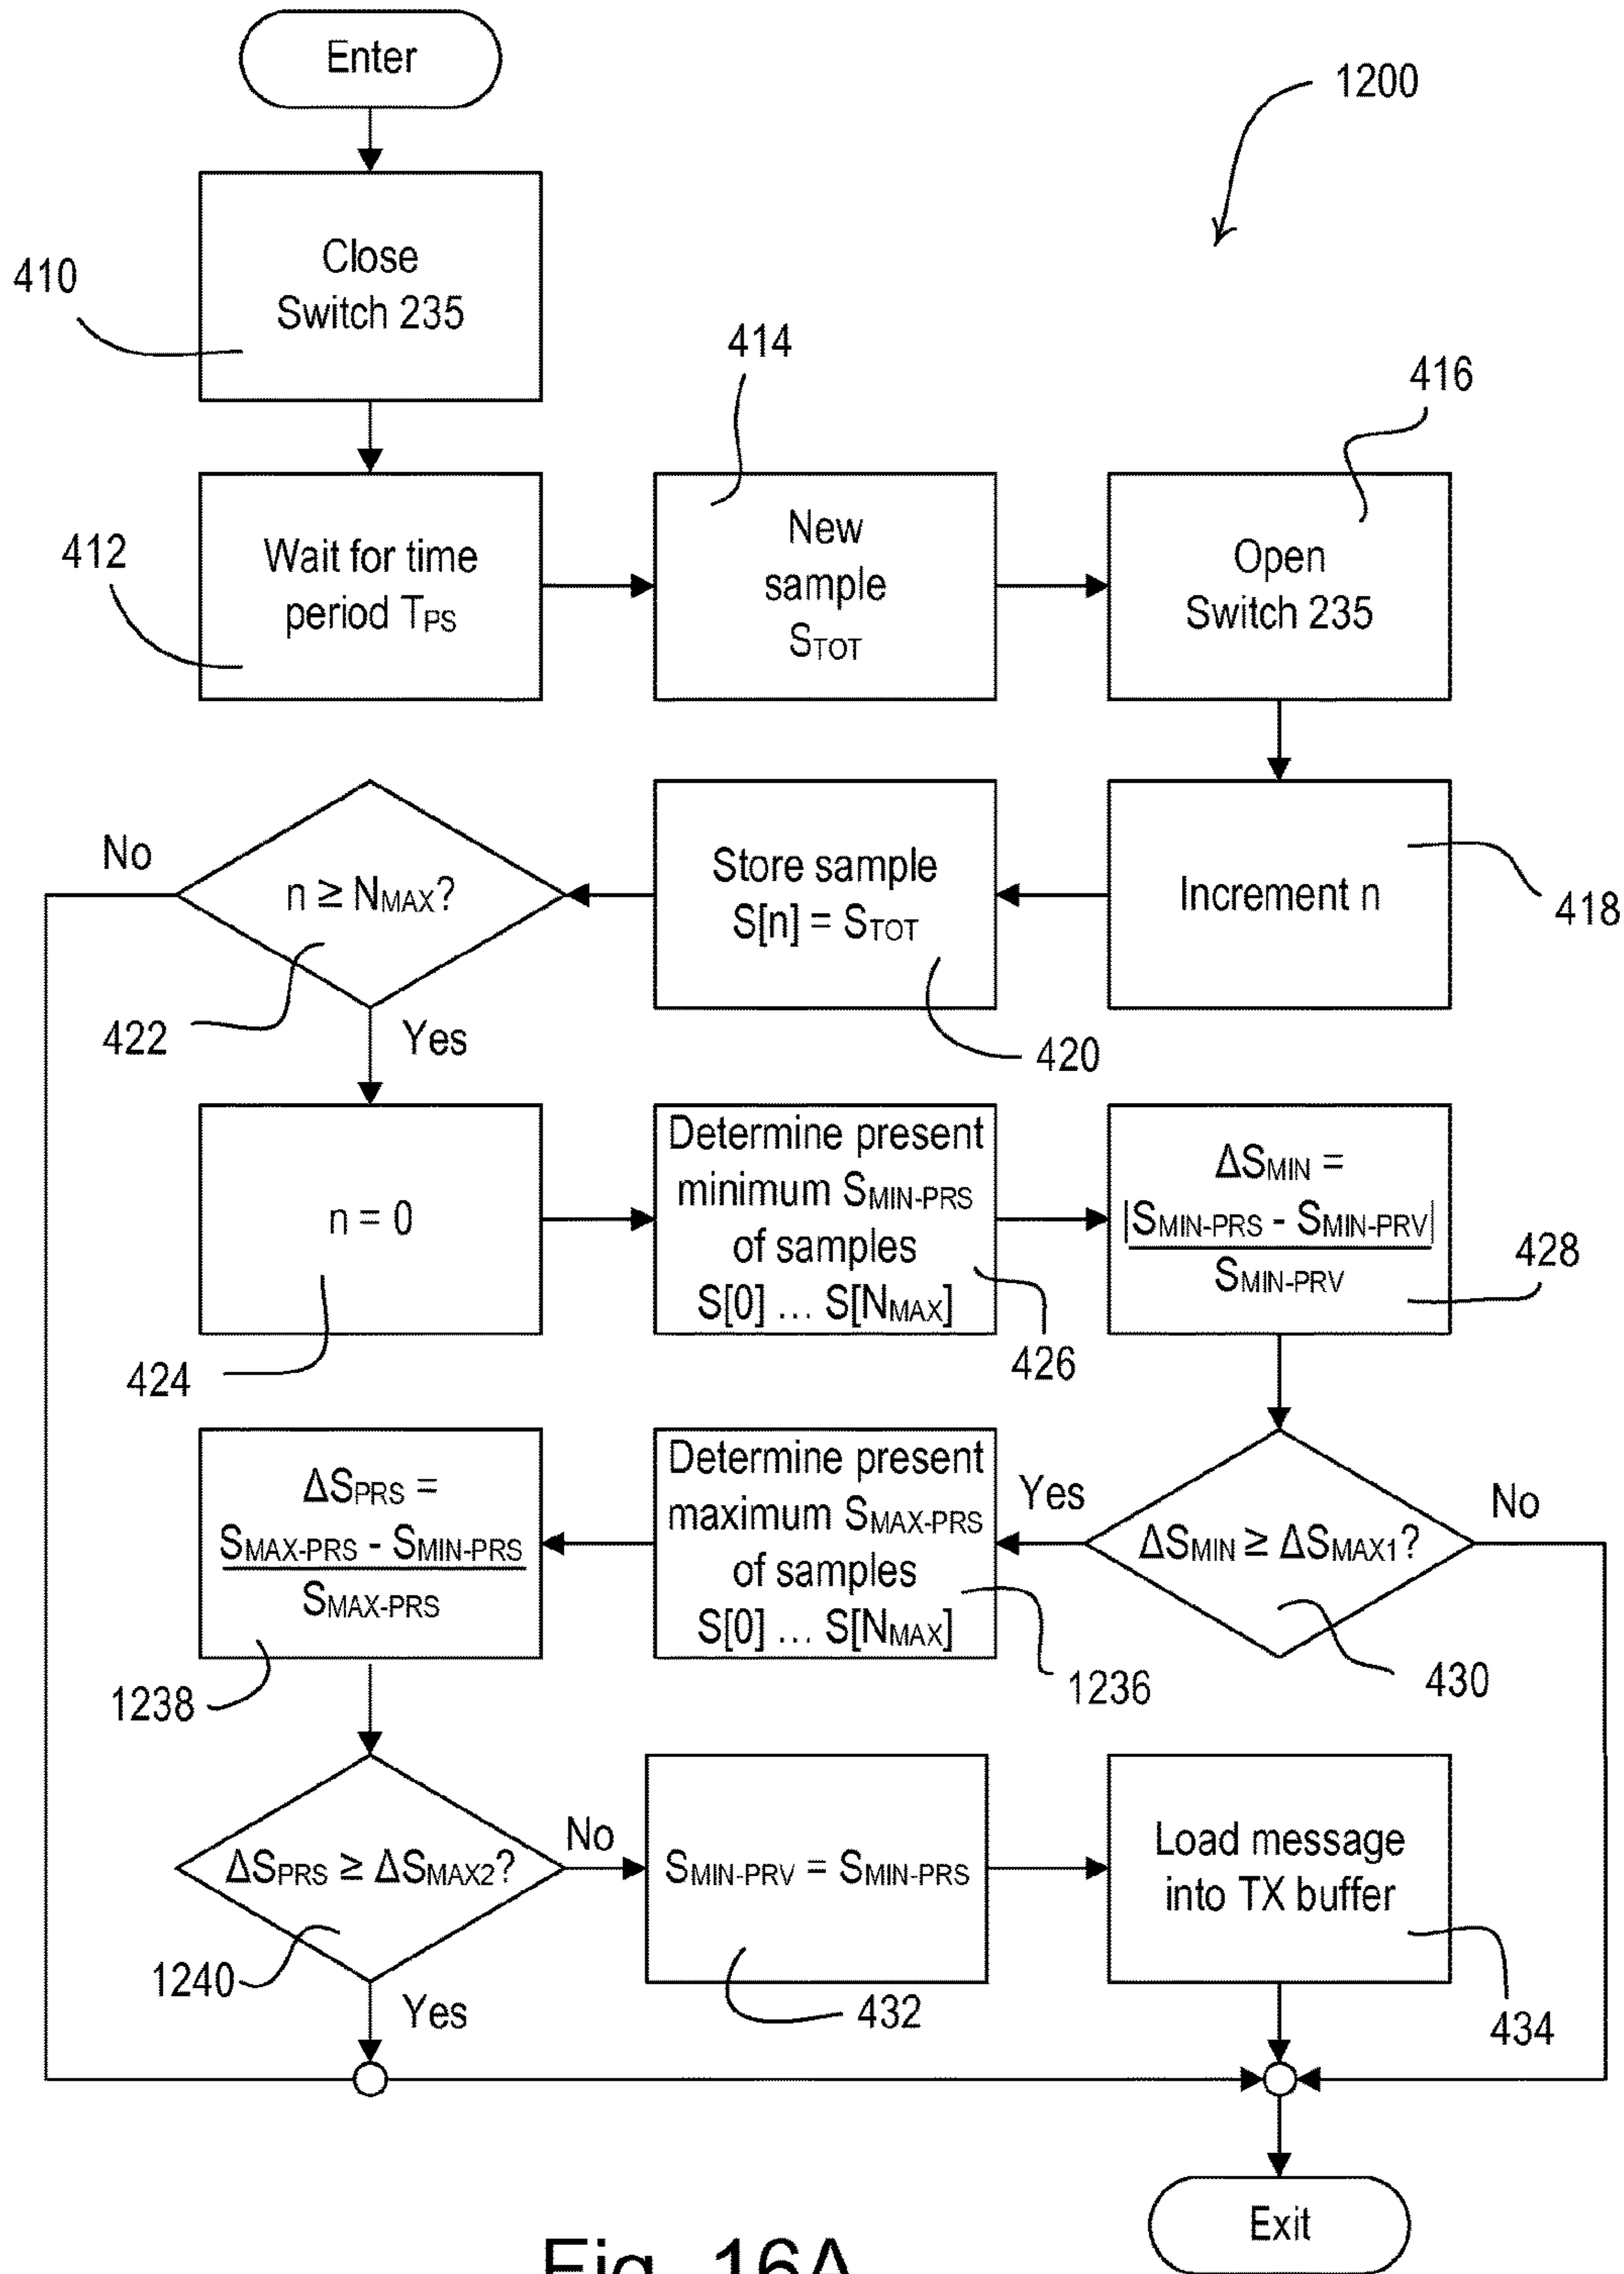 Enter
1200
Close
Switch 235
410
414
416
Wait for time
period TPS
412
New
sample
STOT
Open
Switch 235
No
n ≥ NMAX?
422
Yes
Store sample
S[n] = STOT
420
Increment n
418
n = 0
424
Determine present
minimum SMIN-PRS
of samples
S[0] ... S[NMAX]
426
ΔSMIN =
|SMIN-PRS - SMIN-PRV|
SMIN-PRV
428
ΔSPRS =
SMAX-PRS - SMIN-PRS
SMAX-PRS
1238
Determine present
maximum SMAX-PRS
of samples
S[0] ... S[NMAX]
1236
Yes
ΔSMIN ≥ ΔSMAX1?
No
430
ΔSPRS ≥ ΔSMAX2?
1240
No
Yes
SMIN-PRV = SMIN-PRS
432
Load message
into TX buffer
434
Exit
Fig. 16A